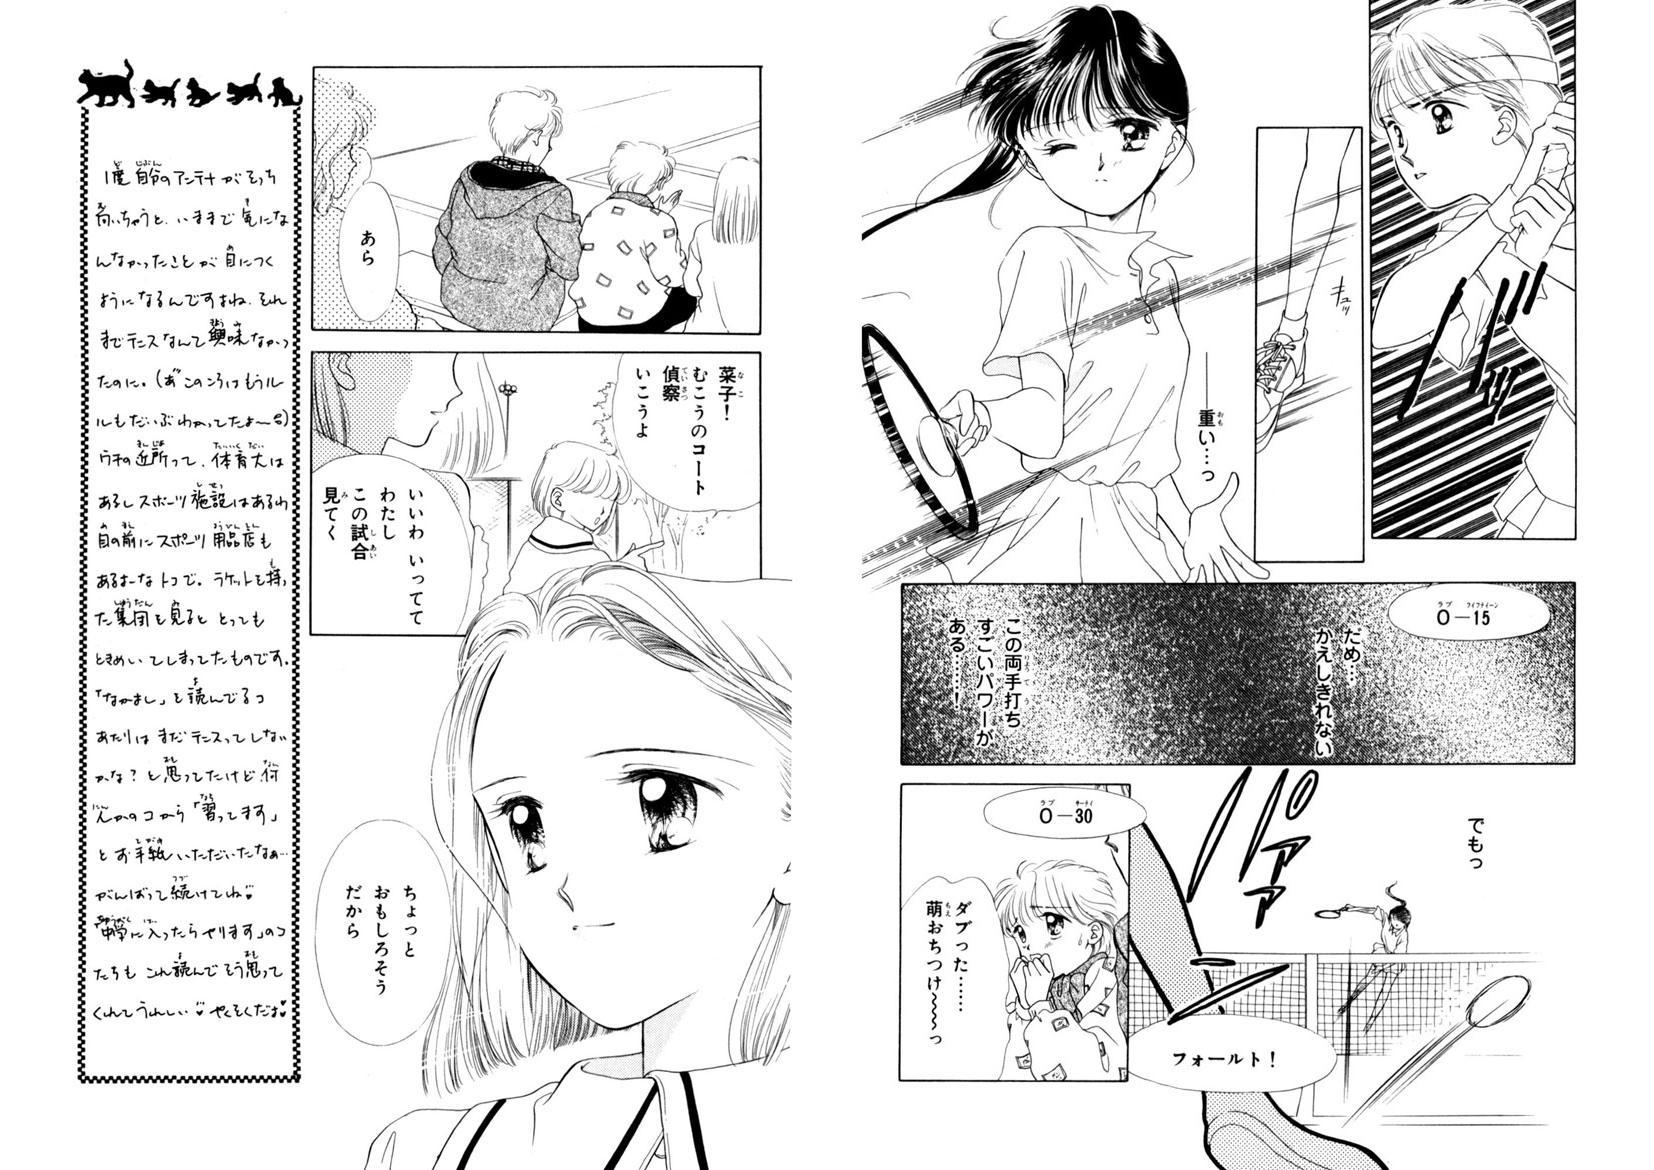 キュッ
――重い…っ
ラブ フィフティーン
0―15
だめ…
かえしきれない
この両手打ち
すごいパワーが
ある……！
でもっ
パァァ
フォールト！
ラブ サーティ
0―30
ダブった……
萌おちつけ〜〜〜っ
あら
菜子！
むこうのコート
偵察
いこうよ
いいわ いってて
わたし
この試合
見てく
ちょっと
おもしろそう
だから
1度 自分のアンテナがそっち
向いちゃうと、いままで気にな
んなかったことが目につく
ようになるんですよね。それ
までテニスなんて興味なかっ
たのに。(あ このころはもうル
ルもだいぶわかってたよ〜)
ウチの近所って、体育大は
あるしスポーツ施設はあるわ
目の前にスポーツ用品店も
あるよーなトコで。ラケットを持っ
た集団を見ると とっても
ときめいてしまってたものです。
「なかよし」を読んでるコ
あたりは まだテニスってしない
かな？と思ってたけど何
人かのコから「習ってます」
とお手紙いただいたなぁ…
がんばって続けてね♥
「中学に入ったらやります」のコ
たちも これ読んで そう思って
くれて うれしい♥ やくそくだよ♥